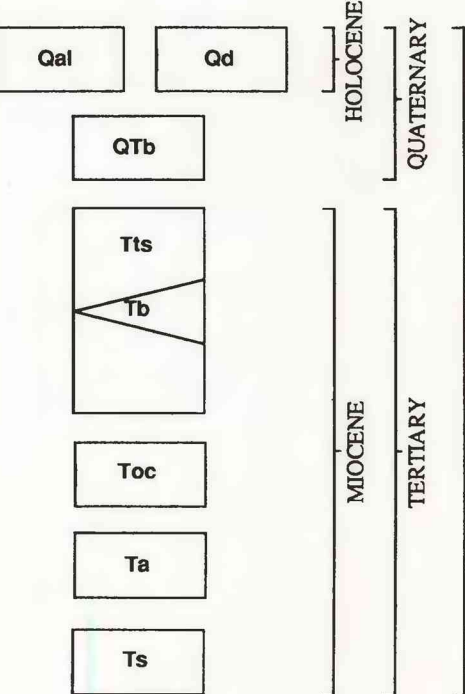 Qal
Qd
HOLOCENE
QUATERNARY
QTb
Tts
Tb
MIOCENE
TERTIARY
Toc
Ta
Ts